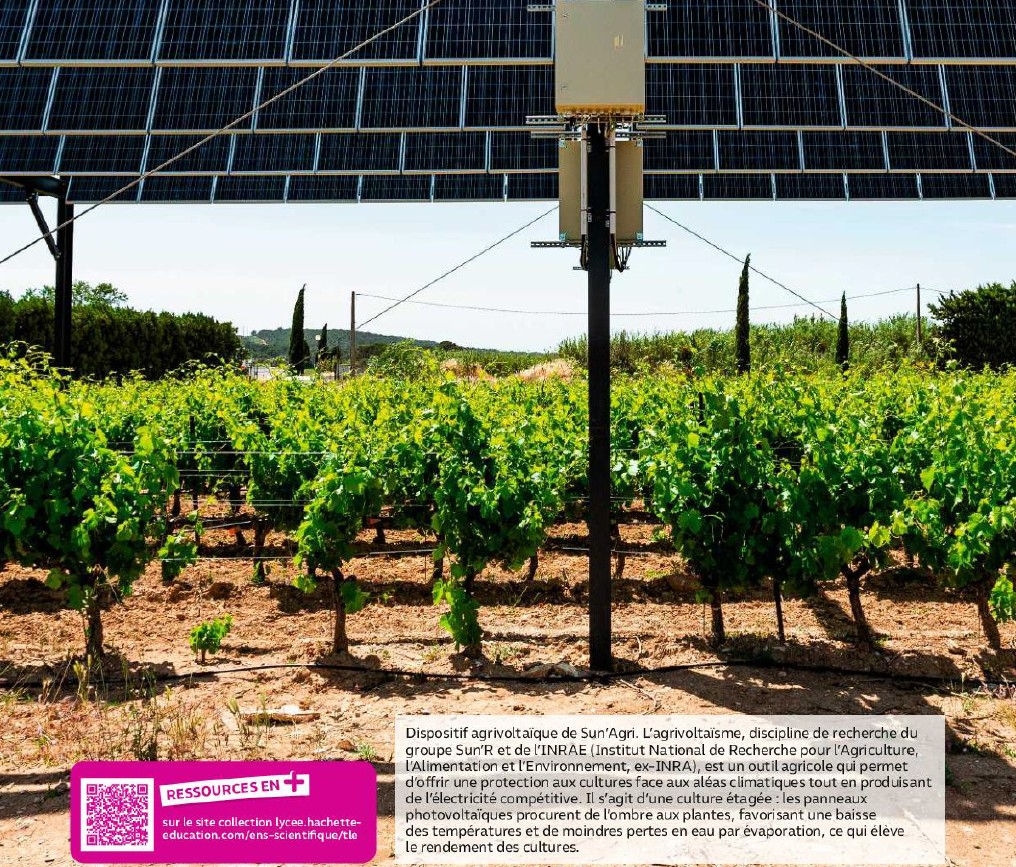 Dispositif agrivoltaïque de Sun'Agri. L'agrivoltaïsme, discipline de recherche du
groupe Sun'R et de l'INRAE (Institut National de Recherche pour l'Agriculture,
l'Alimentation et l'Environnement, ex-INRA), est un outil agricole qui permet
d'offrir une protection aux cultures face aux aléas climatiques tout en produisant
de l'électricité compétitive. Il s'agit d'une culture étagée : les panneaux
photovoltaïques procurent de l'ombre aux plantes, favorisant une baisse
des températures et de moindres pertes en eau par évaporation, ce qui élève
le rendement des cultures.
RESSOURCES EN +
sur le site collection lycee.hachette-
education.com/ens-scientifique/tle